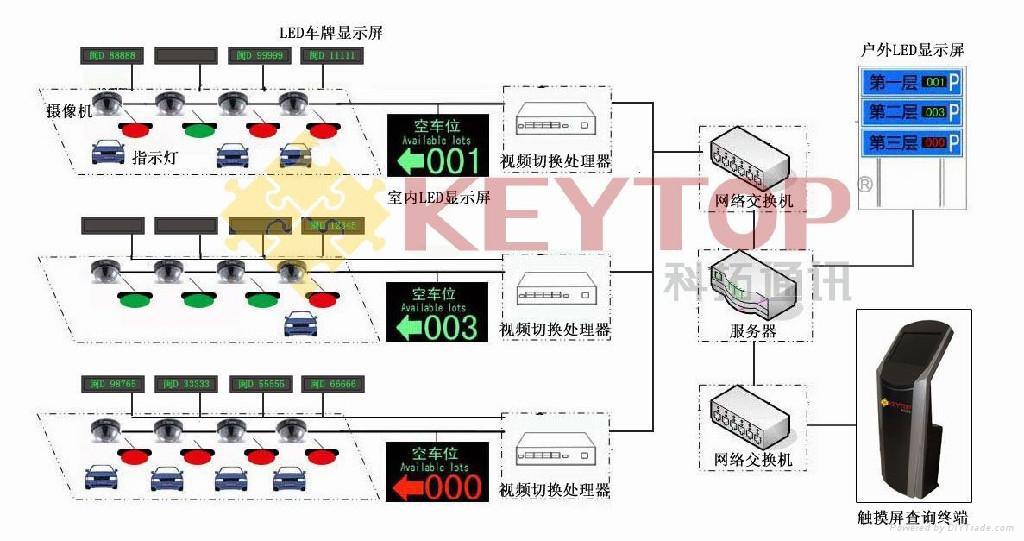 LED车牌显示屏
闽D 88888
闽D 99999
闽D 11111
摄像机
指示灯
空车位
Available lots
001
视频切换处理器
室内LED显示屏
网络交换机
户外LED显示屏
第一层 001 P
第二层 003 P
第三层 000 P
KEYTOP®
科拓通讯
闽D 12345
空车位
Available lots
003
视频切换处理器
服务器
闽D 98765
闽D 33333
闽D 55555
闽D 66666
空车位
Available lots
000
视频切换处理器
网络交换机
KEYTOP
触摸屏查询终端
Powered by DIYTrade.com